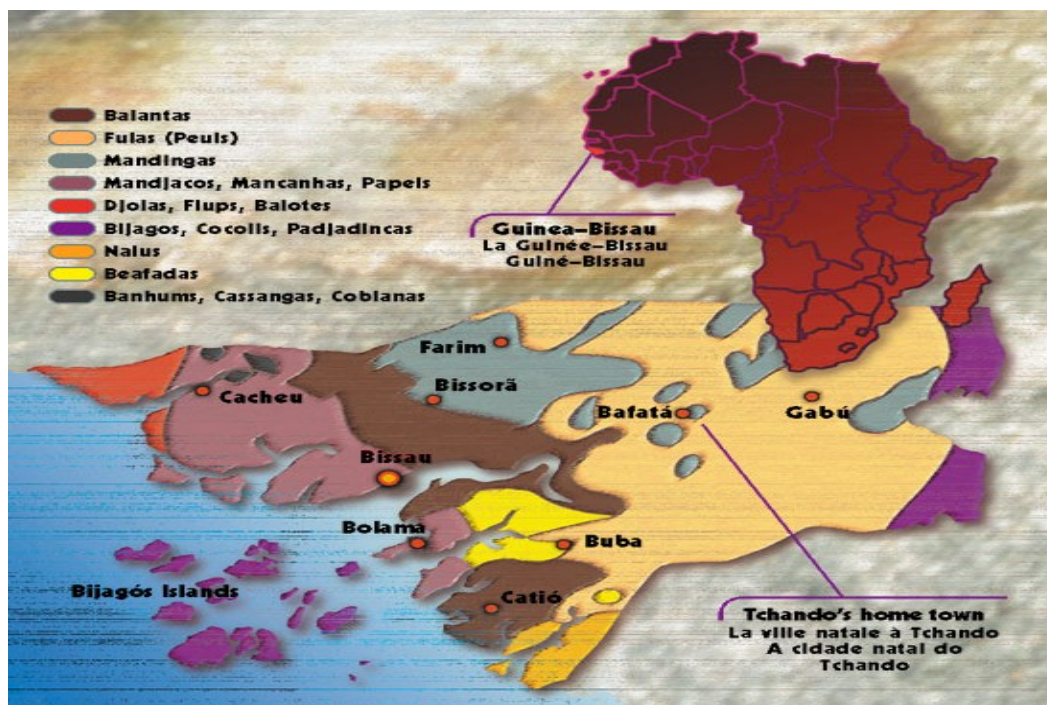 Balantas
Fulas (Peuls)
Mandingas
Mandjacos, Mancanhas, Papels
Djolas, Flups, Balotes
Bijagos, Cocolis, Padjadincas
Nalus
Beafadas
Banhums, Cassangas, Cobianas
Guinea-Bissau
La Guinée-Bissau
Guiné-Bissau
Farim
Bissorã
Cacheu
Bafatá
Gabú
Bissau
Bolama
Buba
Bijagós Islands
Catió
Tchando's home town
La ville natale à Tchando
A cidade natal do
Tchando